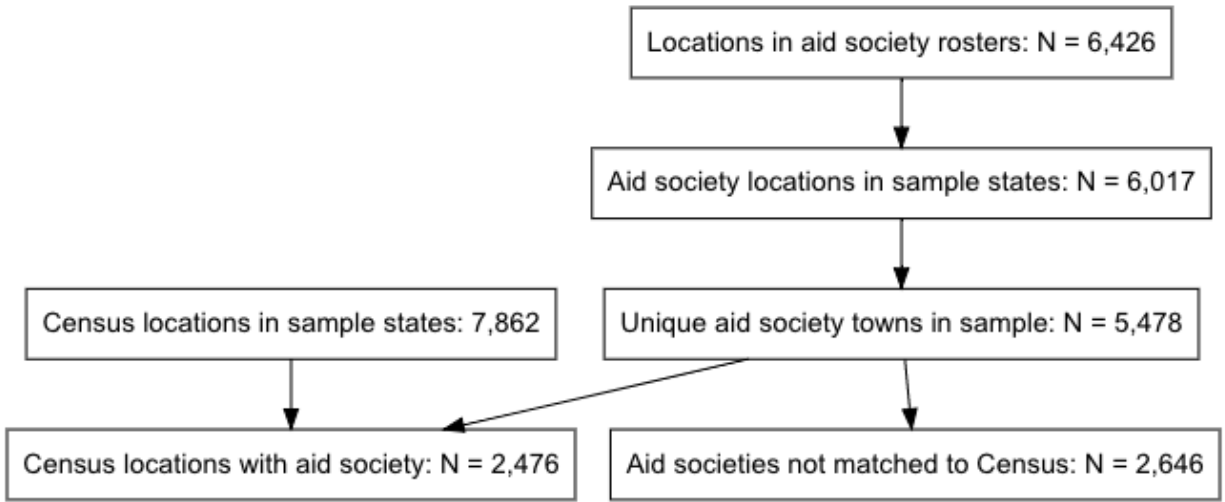 Locations in aid society rosters: N = 6,426
Aid society locations in sample states: N = 6,017
Census locations in sample states: 7,862
Unique aid society towns in sample: N = 5,478
Census locations with aid society: N = 2,476
Aid societies not matched to Census: N = 2,646